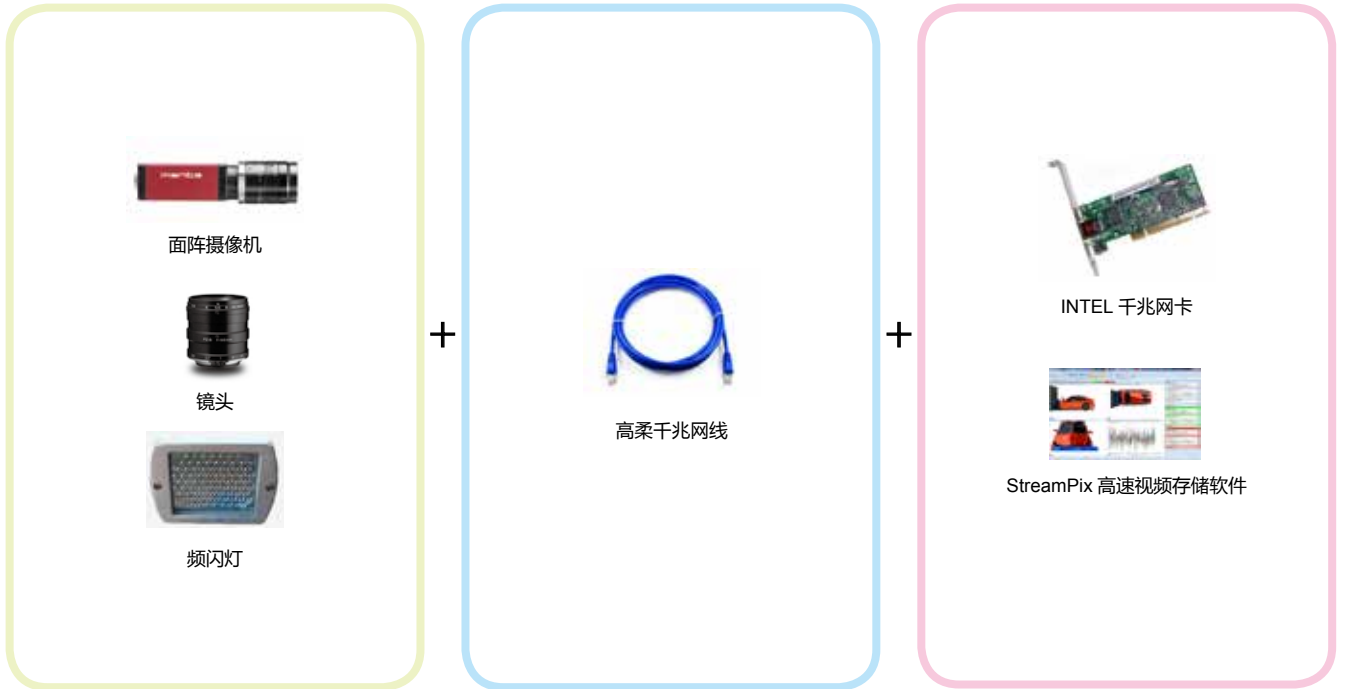 面阵摄像机
镜头
频闪灯
+
高柔千兆网线
+
INTEL 千兆网卡
StreamPix 高速视频存储软件